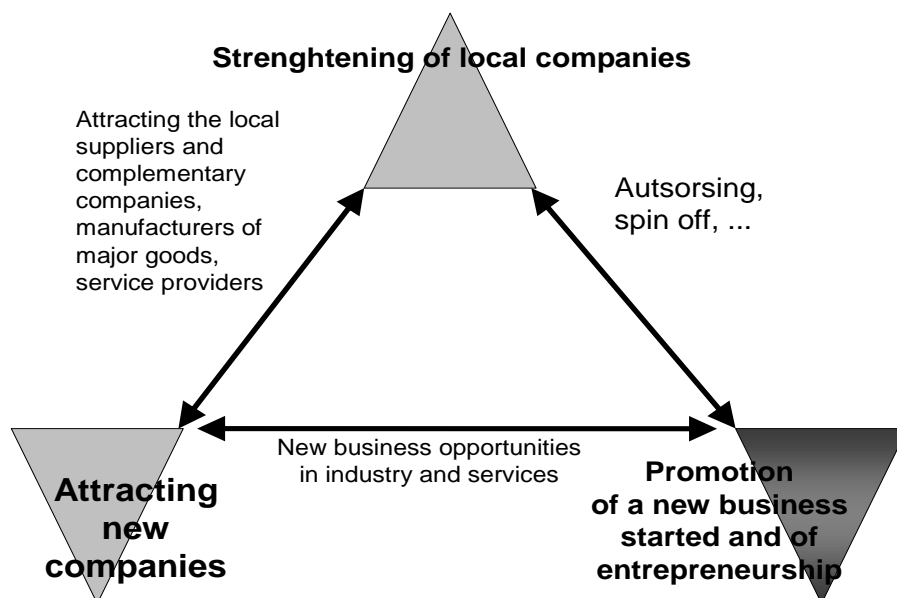 Strenghtening of local companies
Attracting the local
suppliers and
complementary
companies,
manufacturers of
major goods,
service providers
Autsorsing,
spin off, ...
New business opportunities
in industry and services
Attracting
new
companies
Promotion
of a new business
started and of
entrepreneurship